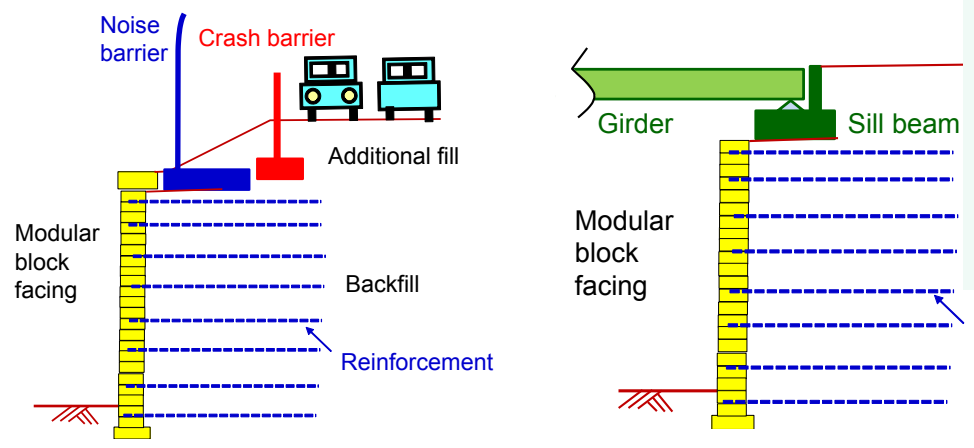 Noise
barrier
Crash barrier
Additional fill
Modular
block
facing
Backfill
Reinforcement
Girder
Sill beam
Modular
block
facing